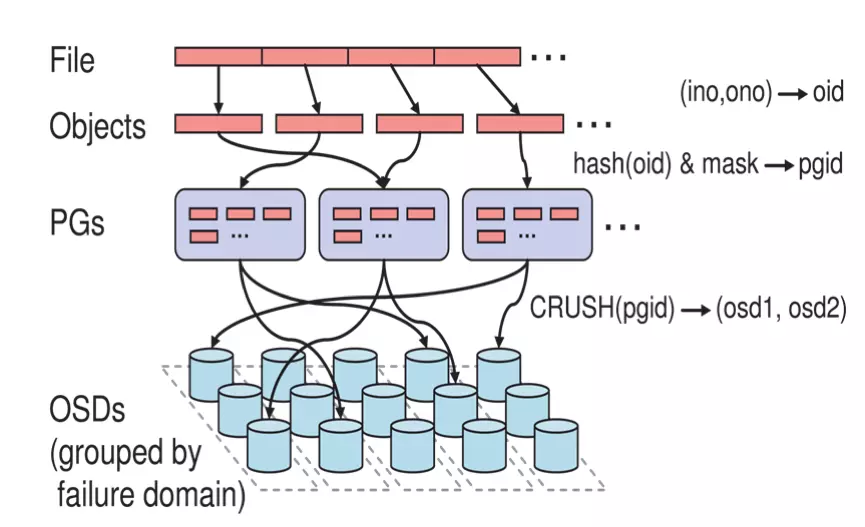 File
...
(ino,ono) → oid
Objects
...
hash(oid) & mask → pgid
PGs
... ... ... ...
CRUSH(pgid) → (osd1, osd2)
OSDs
(grouped by
failure domain)